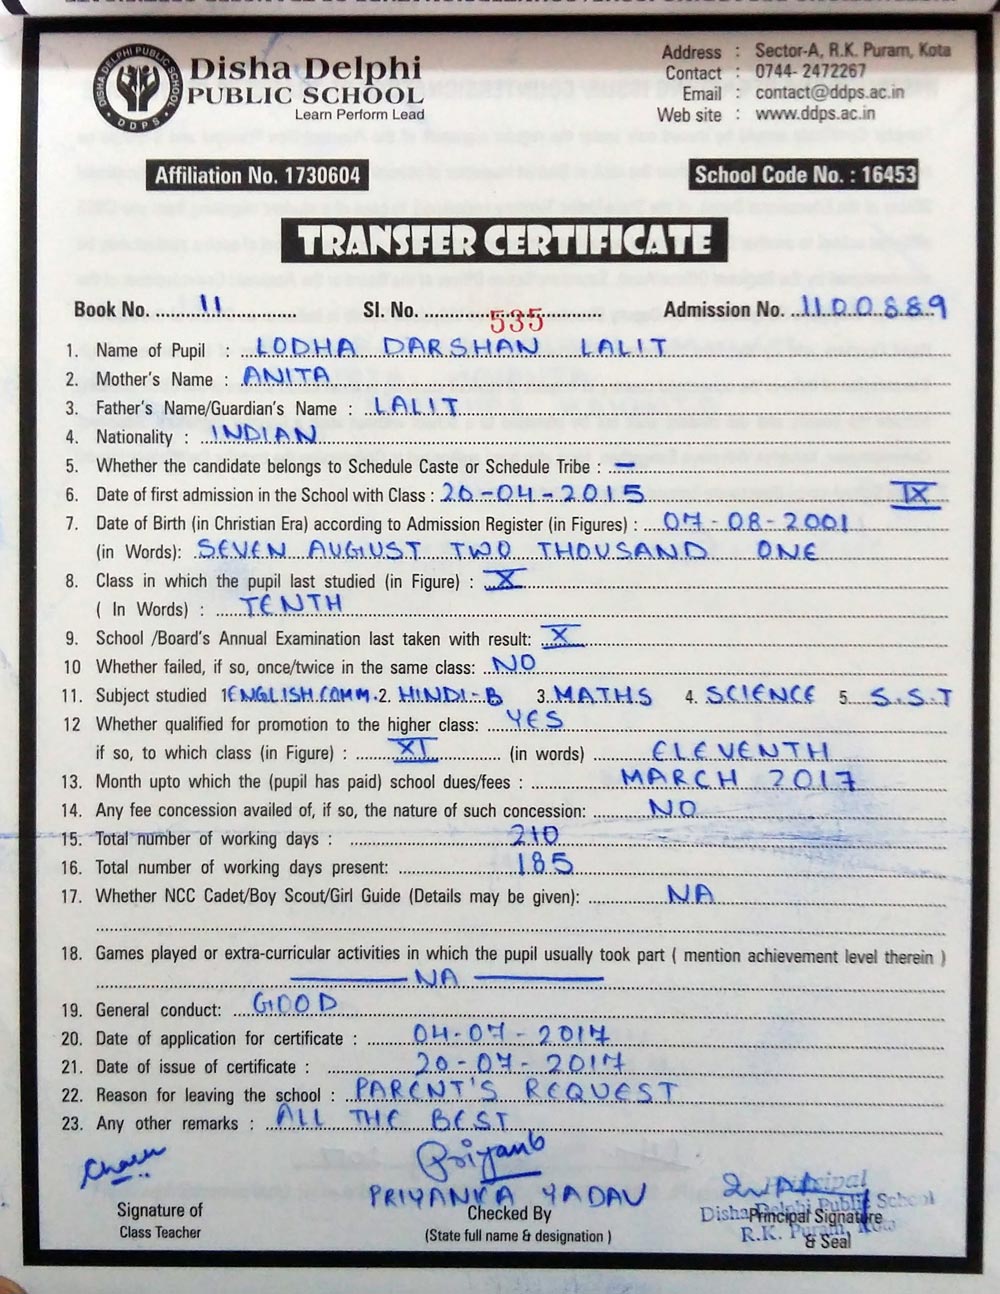 DISHA DELPHI PUBLIC SCHOOL
DDPS
Disha Delphi
PUBLIC SCHOOL
Learn Perform Lead
Address : Sector-A, R.K. Puram, Kota
Contact : 0744- 2472267
Email : contact@ddps.ac.in
Web site : www.ddps.ac.in
Affiliation No. 1730604
School Code No. : 16453
TRANSFER CERTIFICATE
Book No. 11 Sl. No. 535 Admission No. 1100889
1. Name of Pupil : LODHA DARSHAN LALIT
2. Mother's Name : ANITA
3. Father's Name/Guardian's Name : LALIT
4. Nationality : INDIAN
5. Whether the candidate belongs to Schedule Caste or Schedule Tribe : —
6. Date of first admission in the School with Class : 20-04-2015 IX
7. Date of Birth (in Christian Era) according to Admission Register (in Figures) : 07-08-2001
(in Words): SEVEN AUGUST TWO THOUSAND ONE
8. Class in which the pupil last studied (in Figure) : X
( In Words) : TENTH
9. School /Board's Annual Examination last taken with result: X
10 Whether failed, if so, once/twice in the same class: NO
11. Subject studied 1 ENGLISH COMM. 2. HINDI-B 3. MATHS 4. SCIENCE 5. S.S.T
12 Whether qualified for promotion to the higher class: YES
if so, to which class (in Figure) : XI (in words) ELEVENTH
13. Month upto which the (pupil has paid) school dues/fees : MARCH 2017
14. Any fee concession availed of, if so, the nature of such concession: NO
15. Total number of working days : 210
16. Total number of working days present: 185
17. Whether NCC Cadet/Boy Scout/Girl Guide (Details may be given): NA
18. Games played or extra-curricular activities in which the pupil usually took part ( mention achievement level therein )
— NA —
19. General conduct: GOOD
20. Date of application for certificate : 04-07-2017
21. Date of issue of certificate : 20-07-2017
22. Reason for leaving the school : PARENT'S REQUEST
23. Any other remarks : ALL THE BEST
PRIYANKA YADAV
Signature of
Class Teacher
Checked By
(State full name & designation )
Principal
Disha Delphi Public School
R.K. Puram, Kota
Principal Signature
& Seal